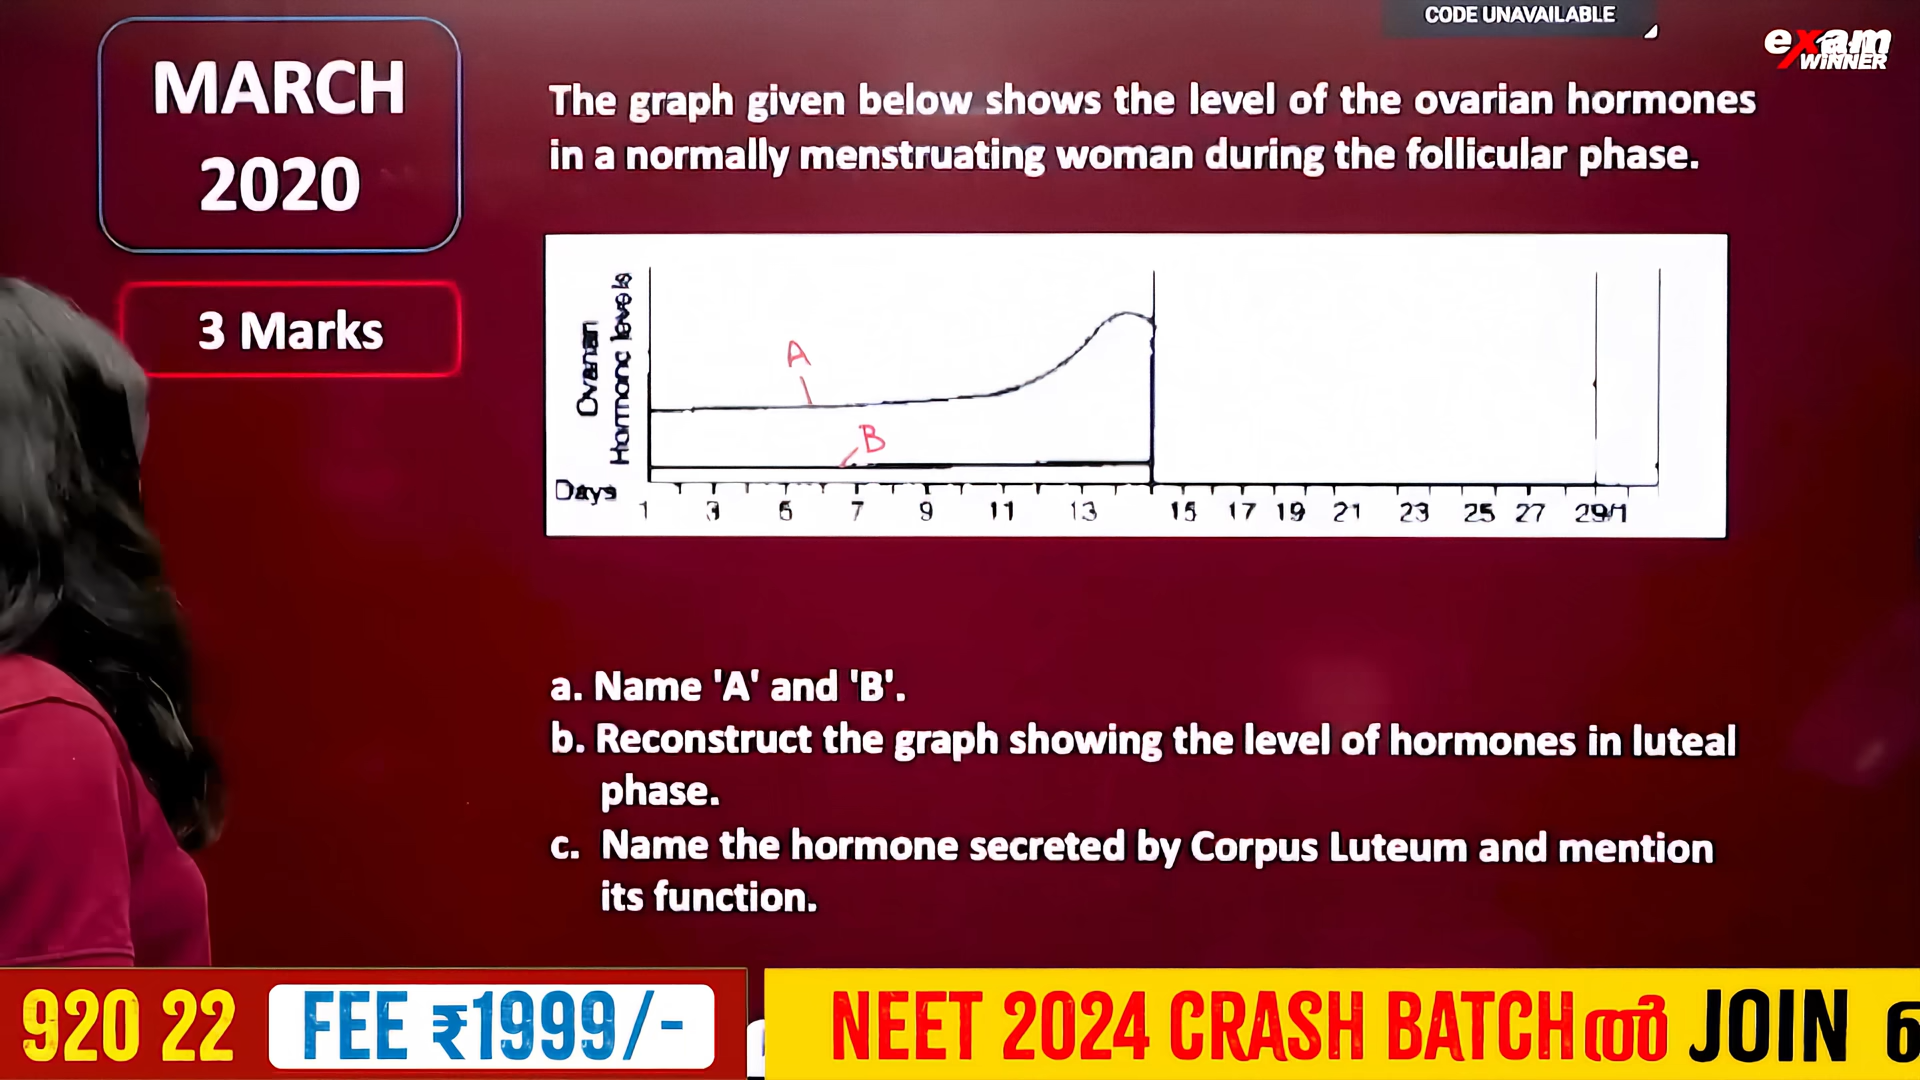 CODE UNAVAILABLE
exam
WINNER
MARCH
2020
3 Marks
The graph given below shows the level of the ovarian hormones
in a normally menstruating woman during the follicular phase.
Ovarian
Hormone levels
A
B
Days
1 3 5 7 9 11 13 15 17 19 21 23 25 27 29/1
a. Name 'A' and 'B'.
b. Reconstruct the graph showing the level of hormones in luteal
phase.
c. Name the hormone secreted by Corpus Luteum and mention
its function.
920 22 FEE ₹1999/- NEET 2024 CRASH BATCHൽ JOIN